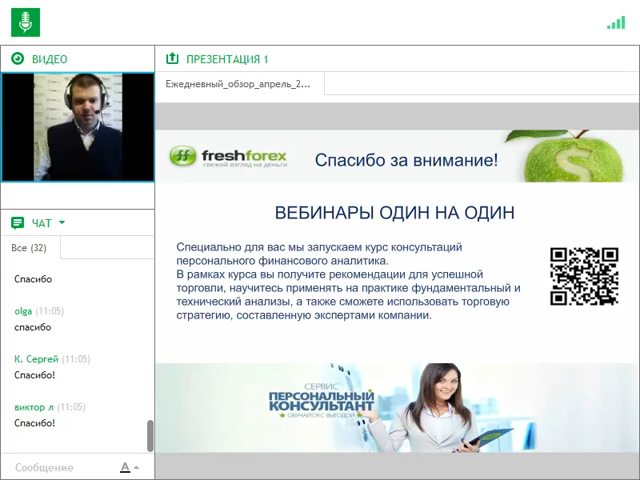 ВИДЕО
ПРЕЗЕНТАЦИЯ 1
Ежедневный_обзор_апрель_2...
freshforex
свежий взгляд на деньги
Спасибо за внимание!
ВЕБИНАРЫ ОДИН НА ОДИН
Специально для вас мы запускаем курс консультаций
персонального финансового аналитика.
В рамках курса вы получите рекомендации для успешной
торговли, научитесь применять на практике фундаментальный и
технический анализы, а также сможете использовать торговую
стратегию, составленную экспертами компании.
СЕРВИС
ПЕРСОНАЛЬНЫЙ
КОНСУЛЬТАНТ
ОБУЧАЙСЯ С ВЫГОДОЙ
ЧАТ
Все (32)
Спасибо
olga (11:05)
спасибо
К. Сергей (11:05)
Спасибо!
виктор л (11:05)
Спасибо!
Сообщение
A